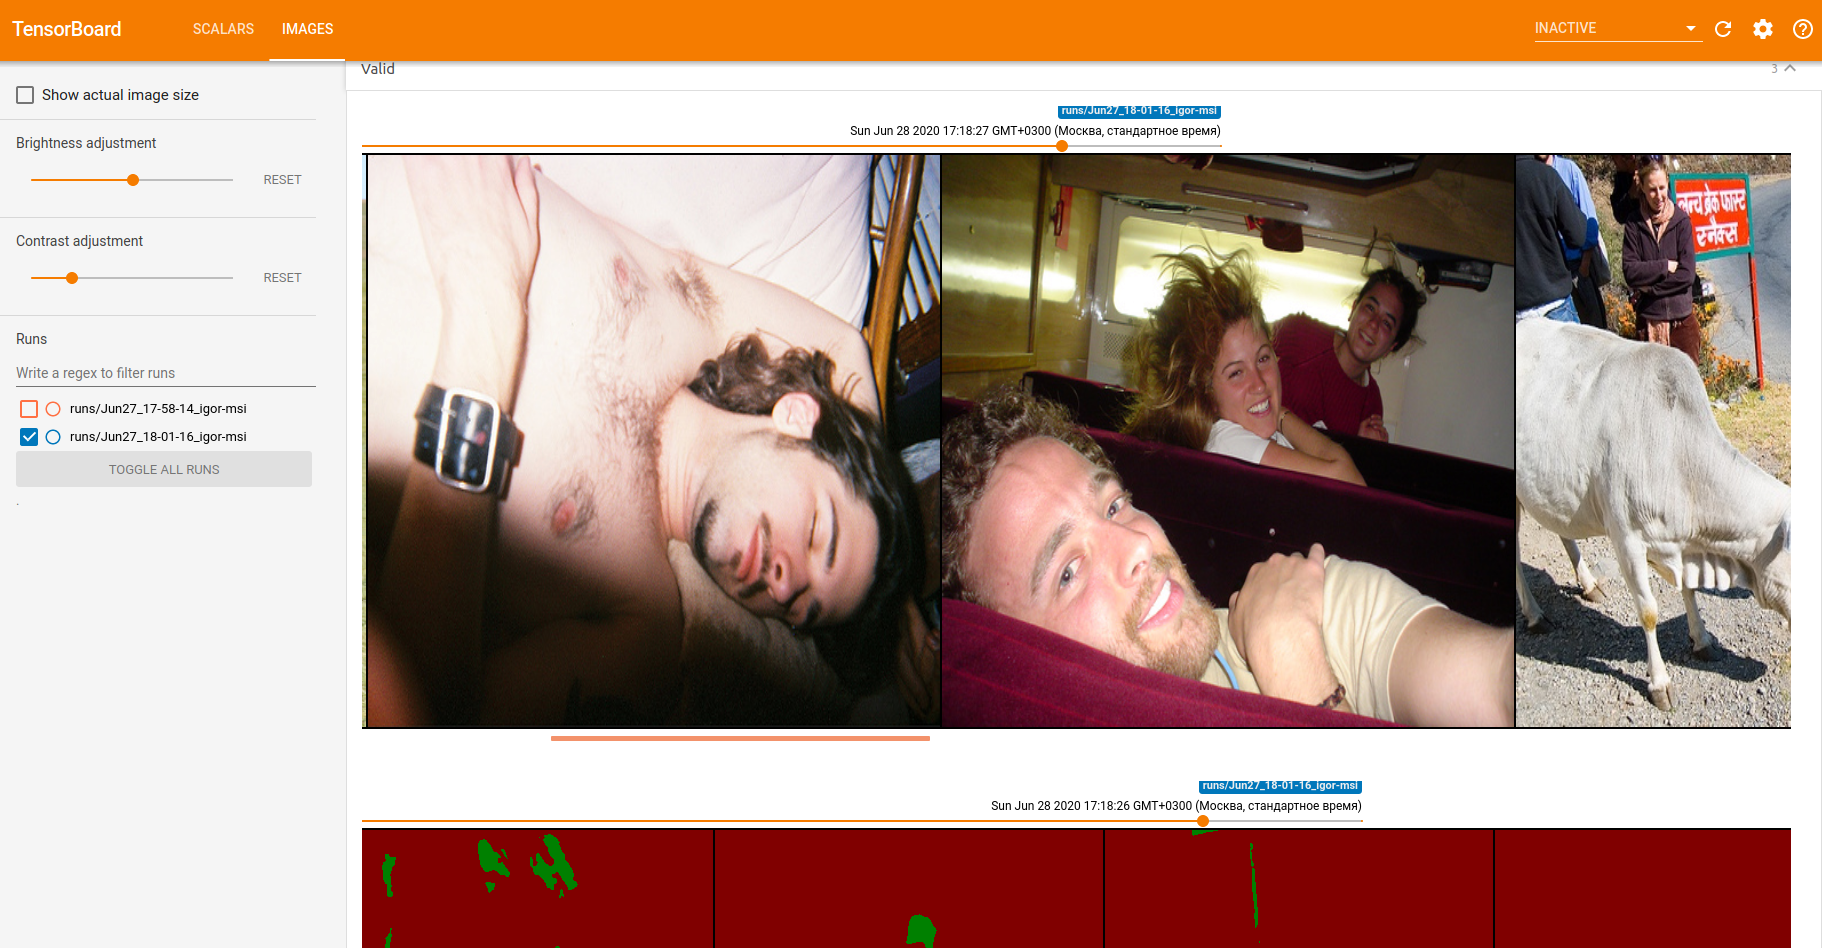 TensorBoard
SCALARS
IMAGES
INACTIVE
Show actual image size
Brightness adjustment
RESET
Contrast adjustment
RESET
Runs
Write a regex to filter runs
runs/Jun27_17-58-14_igor-msi
runs/Jun27_18-01-16_igor-msi
TOGGLE ALL RUNS
.
Valid
3
runs/Jun27_18-01-16_igor-msi
Sun Jun 28 2020 17:18:27 GMT+0300 (Москва, стандартное время)
लन्च ब्रेक फास्ट
स्नैक्स
runs/Jun27_18-01-16_igor-msi
Sun Jun 28 2020 17:18:26 GMT+0300 (Москва, стандартное время)